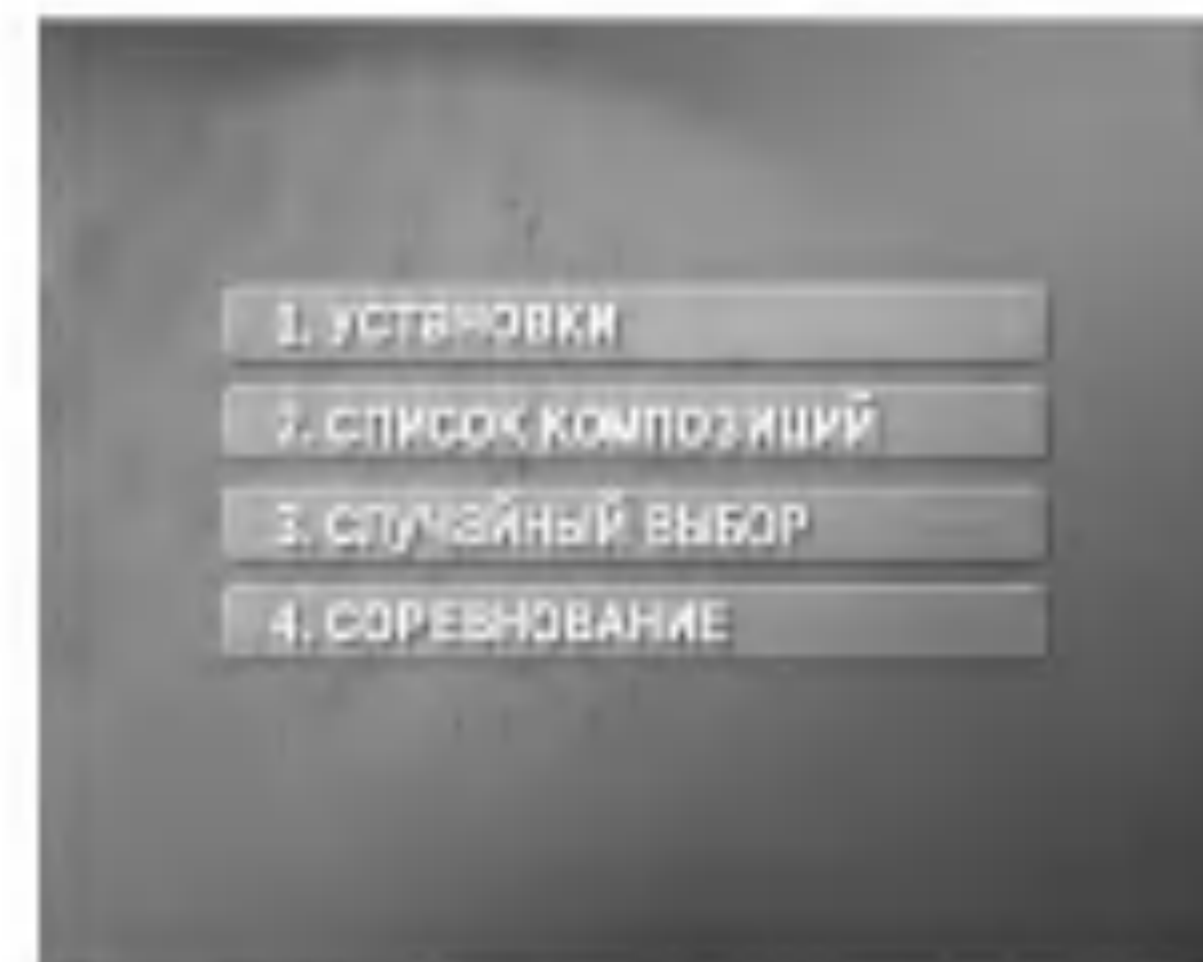 1. УСТАНОВКИ
2. СПИСОК КОМПОЗИЦИЙ
3. СЛУЧАЙНЫЙ ВЫБОР
4. СОРЕВНОВАНИЕ